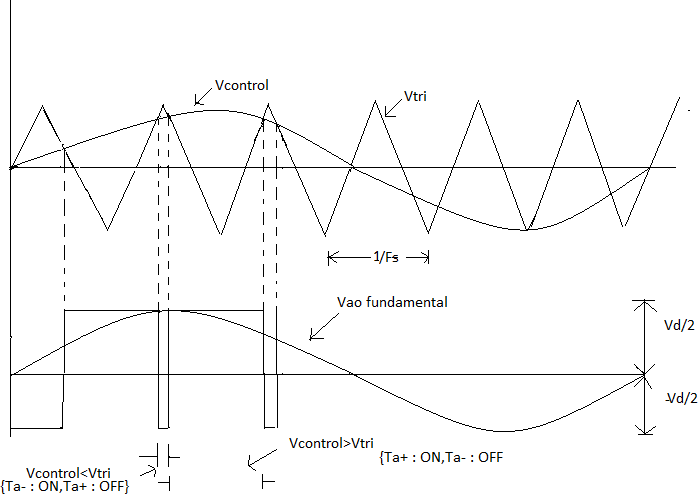 Vcontrol
Vtri
1/Fs
Vao fundamental
Vd/2
-Vd/2
Vcontrol>Vtri
{Ta+ : ON,Ta- : OFF
Vcontrol<Vtri
{Ta- : ON,Ta+ : OFF}